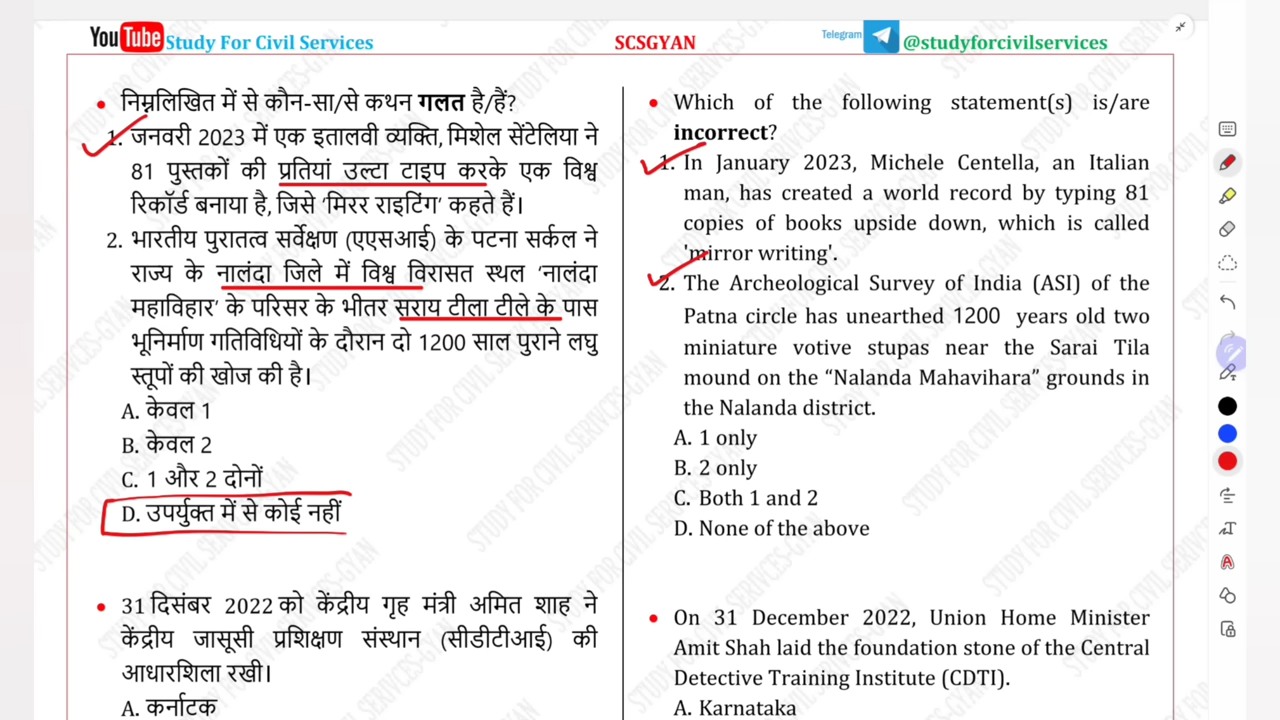 YouTube Study For Civil Services
SCSGYAN
Telegram @studyforcivilservices
• निम्नलिखित में से कौन-सा/से कथन गलत है/हैं?
1. जनवरी 2023 में एक इतालवी व्यक्ति, मिशेल सेंटेलिया ने
81 पुस्तकों की प्रतियां उल्टा टाइप करके एक विश्व
रिकॉर्ड बनाया है, जिसे ‘मिरर राइटिंग’ कहते हैं।
2. भारतीय पुरातत्व सर्वेक्षण (एएसआई) के पटना सर्कल ने
राज्य के नालंदा जिले में विश्व विरासत स्थल ‘नालंदा
महाविहार’ के परिसर के भीतर सराय टीला टीले के पास
भूनिर्माण गतिविधियों के दौरान दो 1200 साल पुराने लघु
स्तूपों की खोज की है।
A. केवल 1
B. केवल 2
C. 1 और 2 दोनों
D. उपर्युक्त में से कोई नहीं
• 31 दिसंबर 2022 को केंद्रीय गृह मंत्री अमित शाह ने
केंद्रीय जासूसी प्रशिक्षण संस्थान (सीडीटीआई) की
आधारशिला रखी।
A. कर्नाटक
• Which of the following statement(s) is/are
incorrect?
1. In January 2023, Michele Centella, an Italian
man, has created a world record by typing 81
copies of books upside down, which is called
'mirror writing'.
2. The Archeological Survey of India (ASI) of the
Patna circle has unearthed 1200 years old two
miniature votive stupas near the Sarai Tila
mound on the “Nalanda Mahavihara” grounds in
the Nalanda district.
A. 1 only
B. 2 only
C. Both 1 and 2
D. None of the above
• On 31 December 2022, Union Home Minister
Amit Shah laid the foundation stone of the Central
Detective Training Institute (CDTI).
A. Karnataka
STUDY FOR CIVIL SERIVCES-GYAN